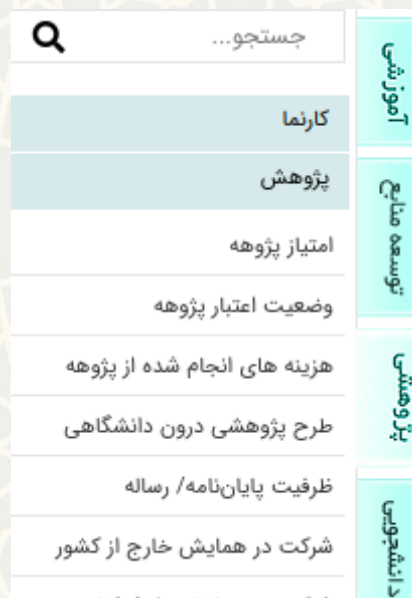 جستجو...
کارنما
پژوهش
امتیاز پژوهه
وضعیت اعتبار پژوهه
هزینه های انجام شده از پژوهه
طرح پژوهشی درون دانشگاهی
ظرفیت پایان‌نامه/ رساله
شرکت در همایش خارج از کشور
آموزشی
توسعه منابع
پژوهشی
دانشجویی